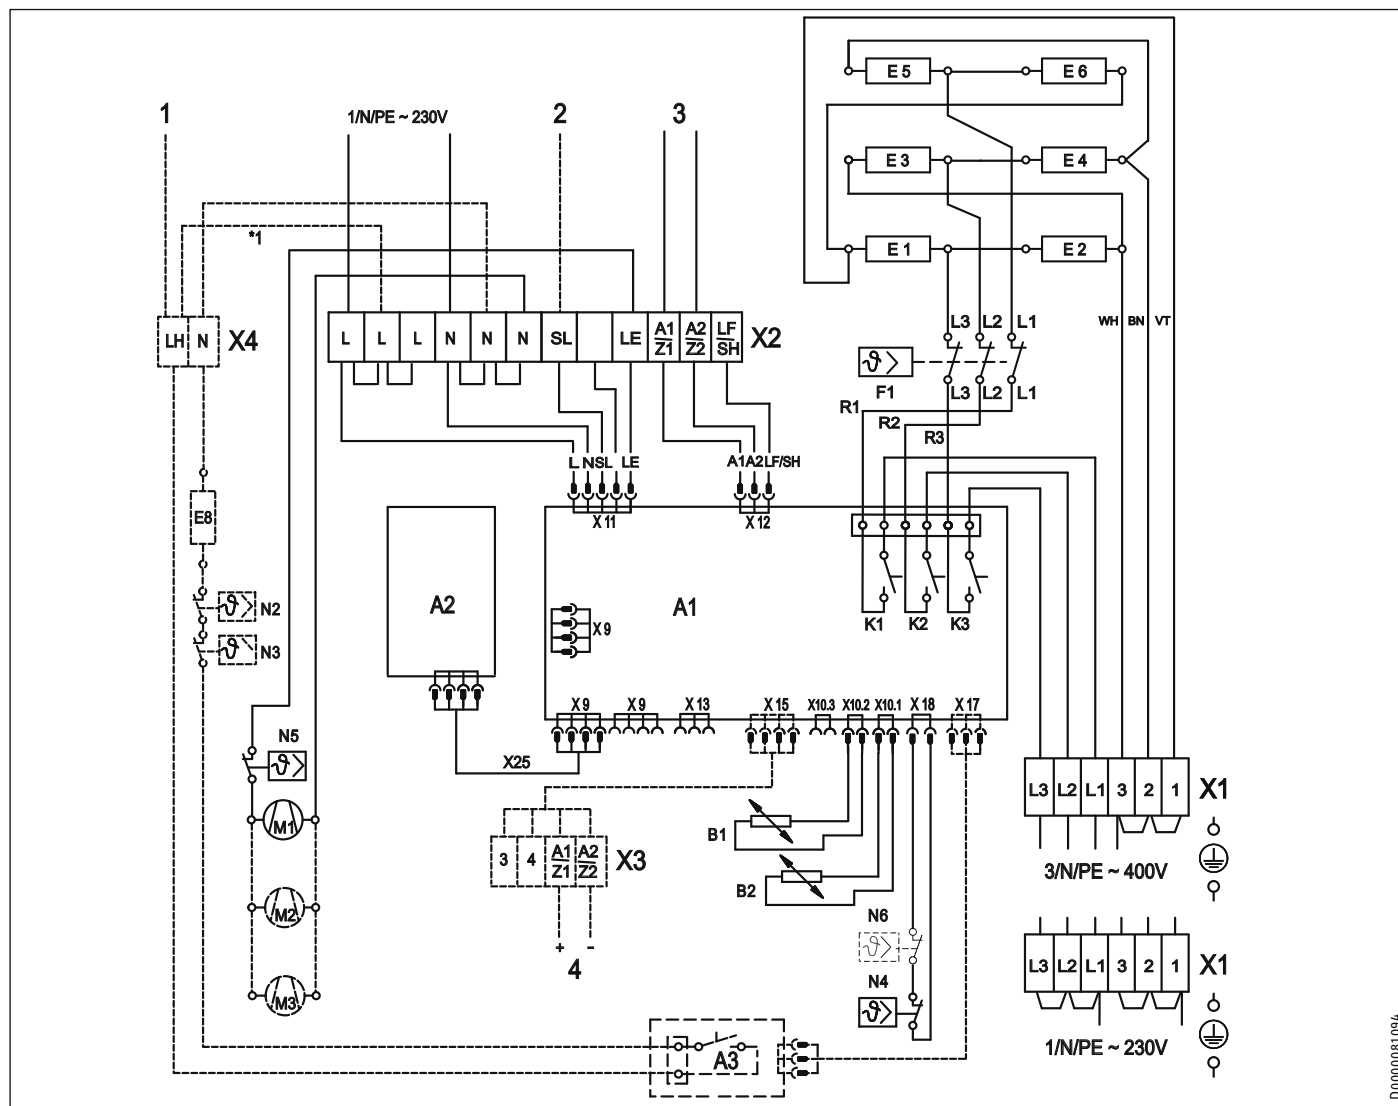 E 5
E 6
1
1/N/PE ~ 230V
2
3
E 3
E 4
*1
E 1
E 2
WH BN VT
L3 L2 L1
LH N X4
L L L N N N SL LE A1 Z1 A2 Z2 LF SH X2
ϑ F1
L3 L2 L1
R1
R2
R3
L N SL LE
A1 A2 LF/SH
X 11
X 12
E8
A2
A1
ϑ N2
X 9
K1 K2 K3
ϑ N3
X 9 X 9 X 13 X 15 X10.3 X10.2 X10.1 X 18 X 17
N5
ϑ
X25
L3 L2 L1 3 2 1 X1
M1
B1
3 4 A1 Z1 A2 Z2 X3
3/N/PE ~ 400V
B2
M2
N6
ϑ
+ -
4
L3 L2 L1 3 2 1 X1
N4
ϑ
M3
1/N/PE ~ 230V
A3
D0000081094